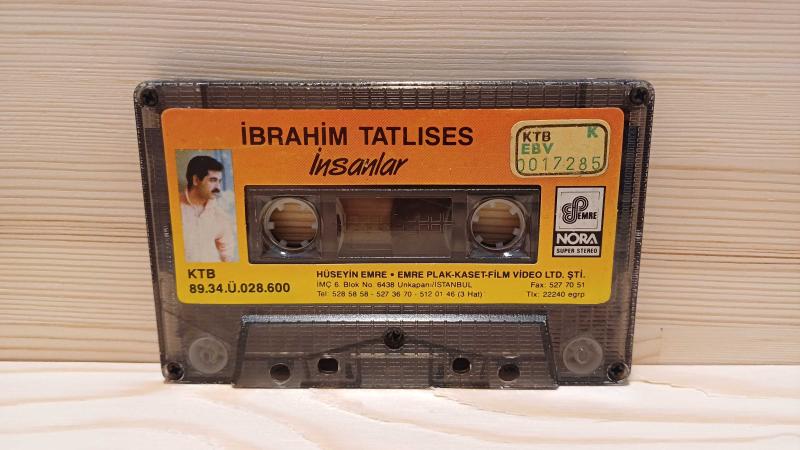 İBRAHİM TATLISES
İnsanlar
KTB K
EBV
0017285
EMRE
NORA
SUPER STEREO
KTB
89.34.Ü.028.600
HÜSEYİN EMRE • EMRE PLAK-KASET-FİLM VİDEO LTD. ŞTİ.
İMÇ 6. Blok No: 6438 Unkapanı/İSTANBUL Fax: 527 70 51
Tel: 528 58 58 - 527 36 70 - 512 01 46 (3 Hat) Tlx: 22240 egrp